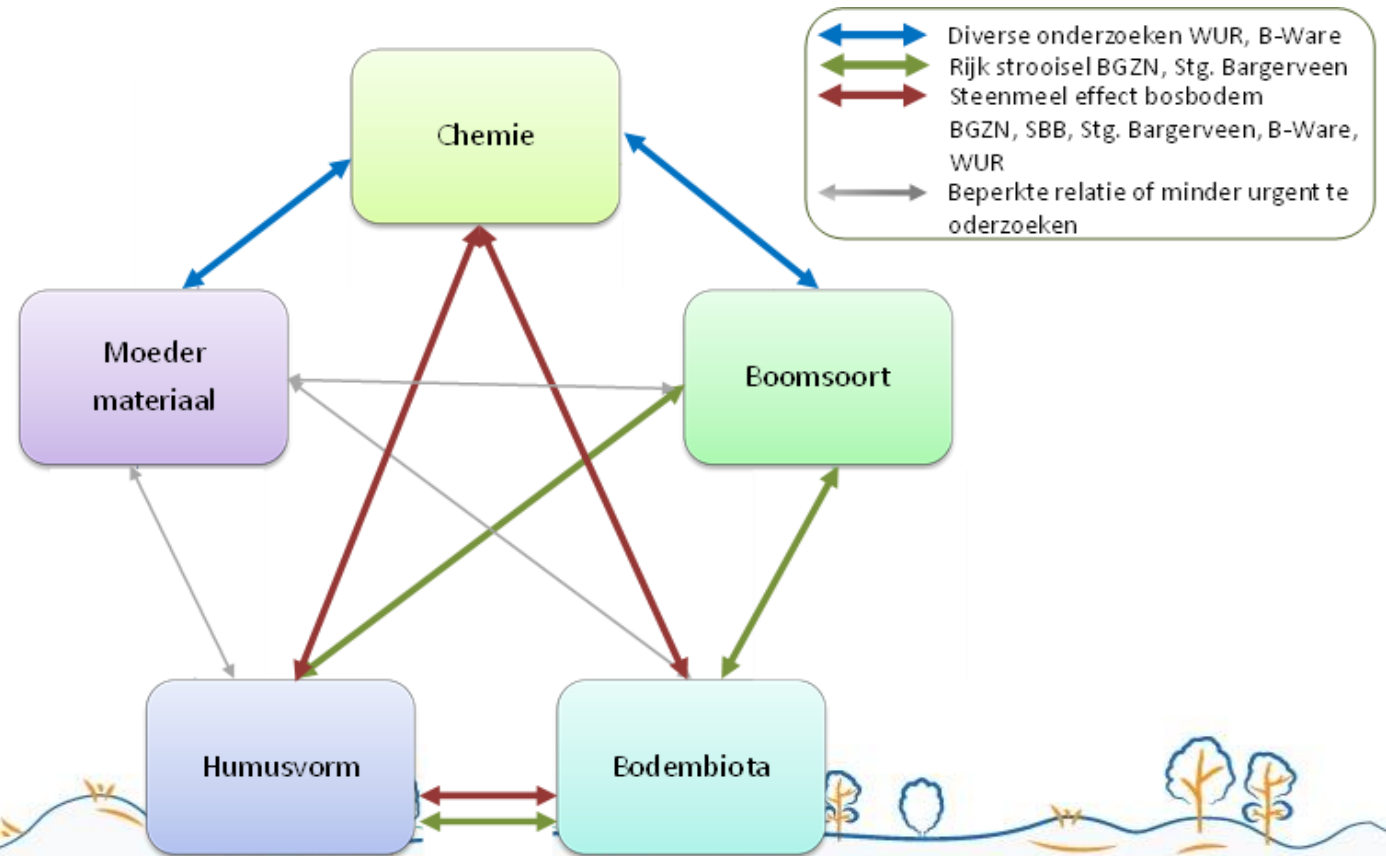 Diverse onderzoeken WUR, B-Ware
Rijk strooisel BGZN, Stg. Bargerveen
Steenmeel effect bosbodem
BGZN, SBB, Stg. Bargerveen, B-Ware,
WUR
Beperkte relatie of minder urgent te
oderzoeken
Chemie
Moeder
materiaal
Boomsoort
Humusvorm
Bodembiota